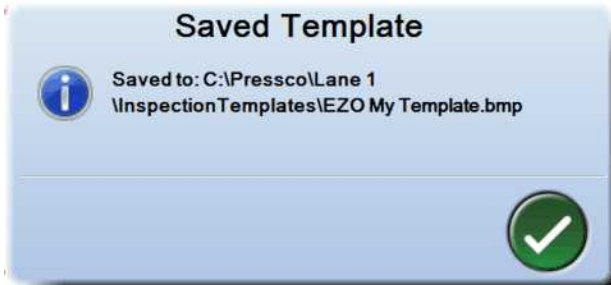 Saved Template
Saved to: C:\Pressco\Lane 1
\InspectionTemplates\EZO My Template.bmp